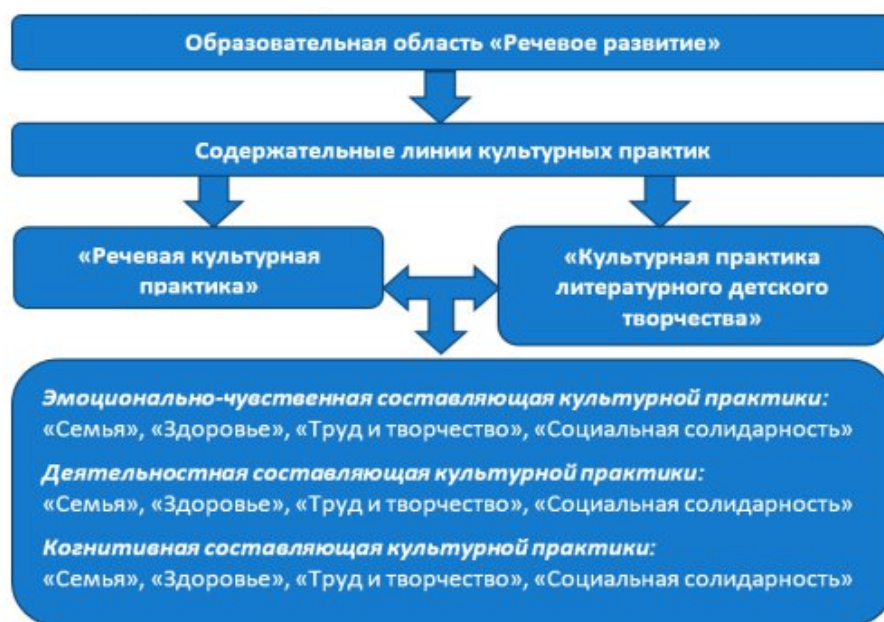 Образовательная область «Речевое развитие»
Содержательные линии культурных практик
«Речевая культурная
практика»
«Культурная практика
литературного детского
творчества»
Эмоционально-чувственная составляющая культурной практики:
«Семья», «Здоровье», «Труд и творчество», «Социальная солидарность»
Деятельностная составляющая культурной практики:
«Семья», «Здоровье», «Труд и творчество», «Социальная солидарность»
Когнитивная составляющая культурной практики:
«Семья», «Здоровье», «Труд и творчество», «Социальная солидарность»